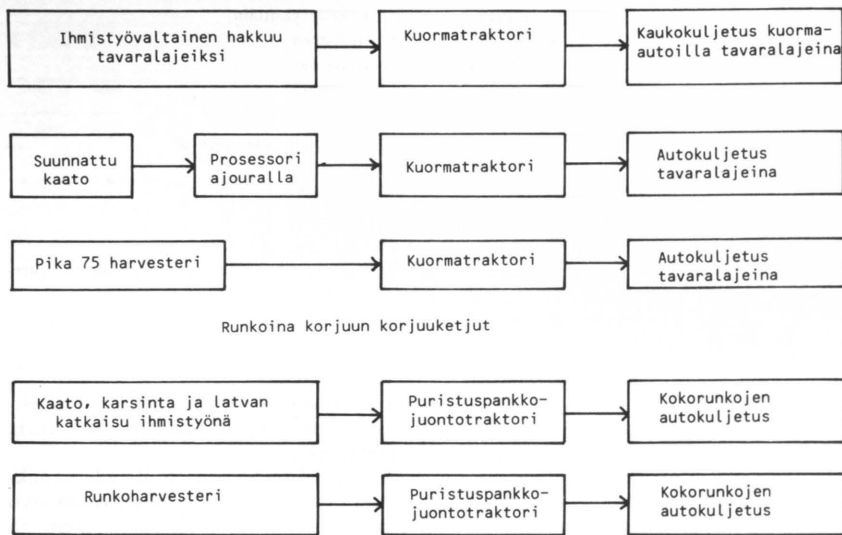 Ihmistyövaltainen hakkuu
tavaralajeiksi
Kuormatraktori
Kaukokuljetus kuorma-
autoilla tavaralajeina
Suunnattu
kaato
Prosessori
ajouralla
Kuormatraktori
Autokuljetus
tavaralajeina
Pika 75 harvesteri
Kuormatraktori
Autokuljetus
tavaralajeina
Runkoina korjuun korjuuketjut
Kaato, karsinta ja latvan
katkaisu ihmistyönä
Puristuspankko-
juontotraktori
Kokorunkojen
autokuljetus
Runkoharvesteri
Puristuspankko-
juontotraktori
Kokorunkojen
autokuljetus